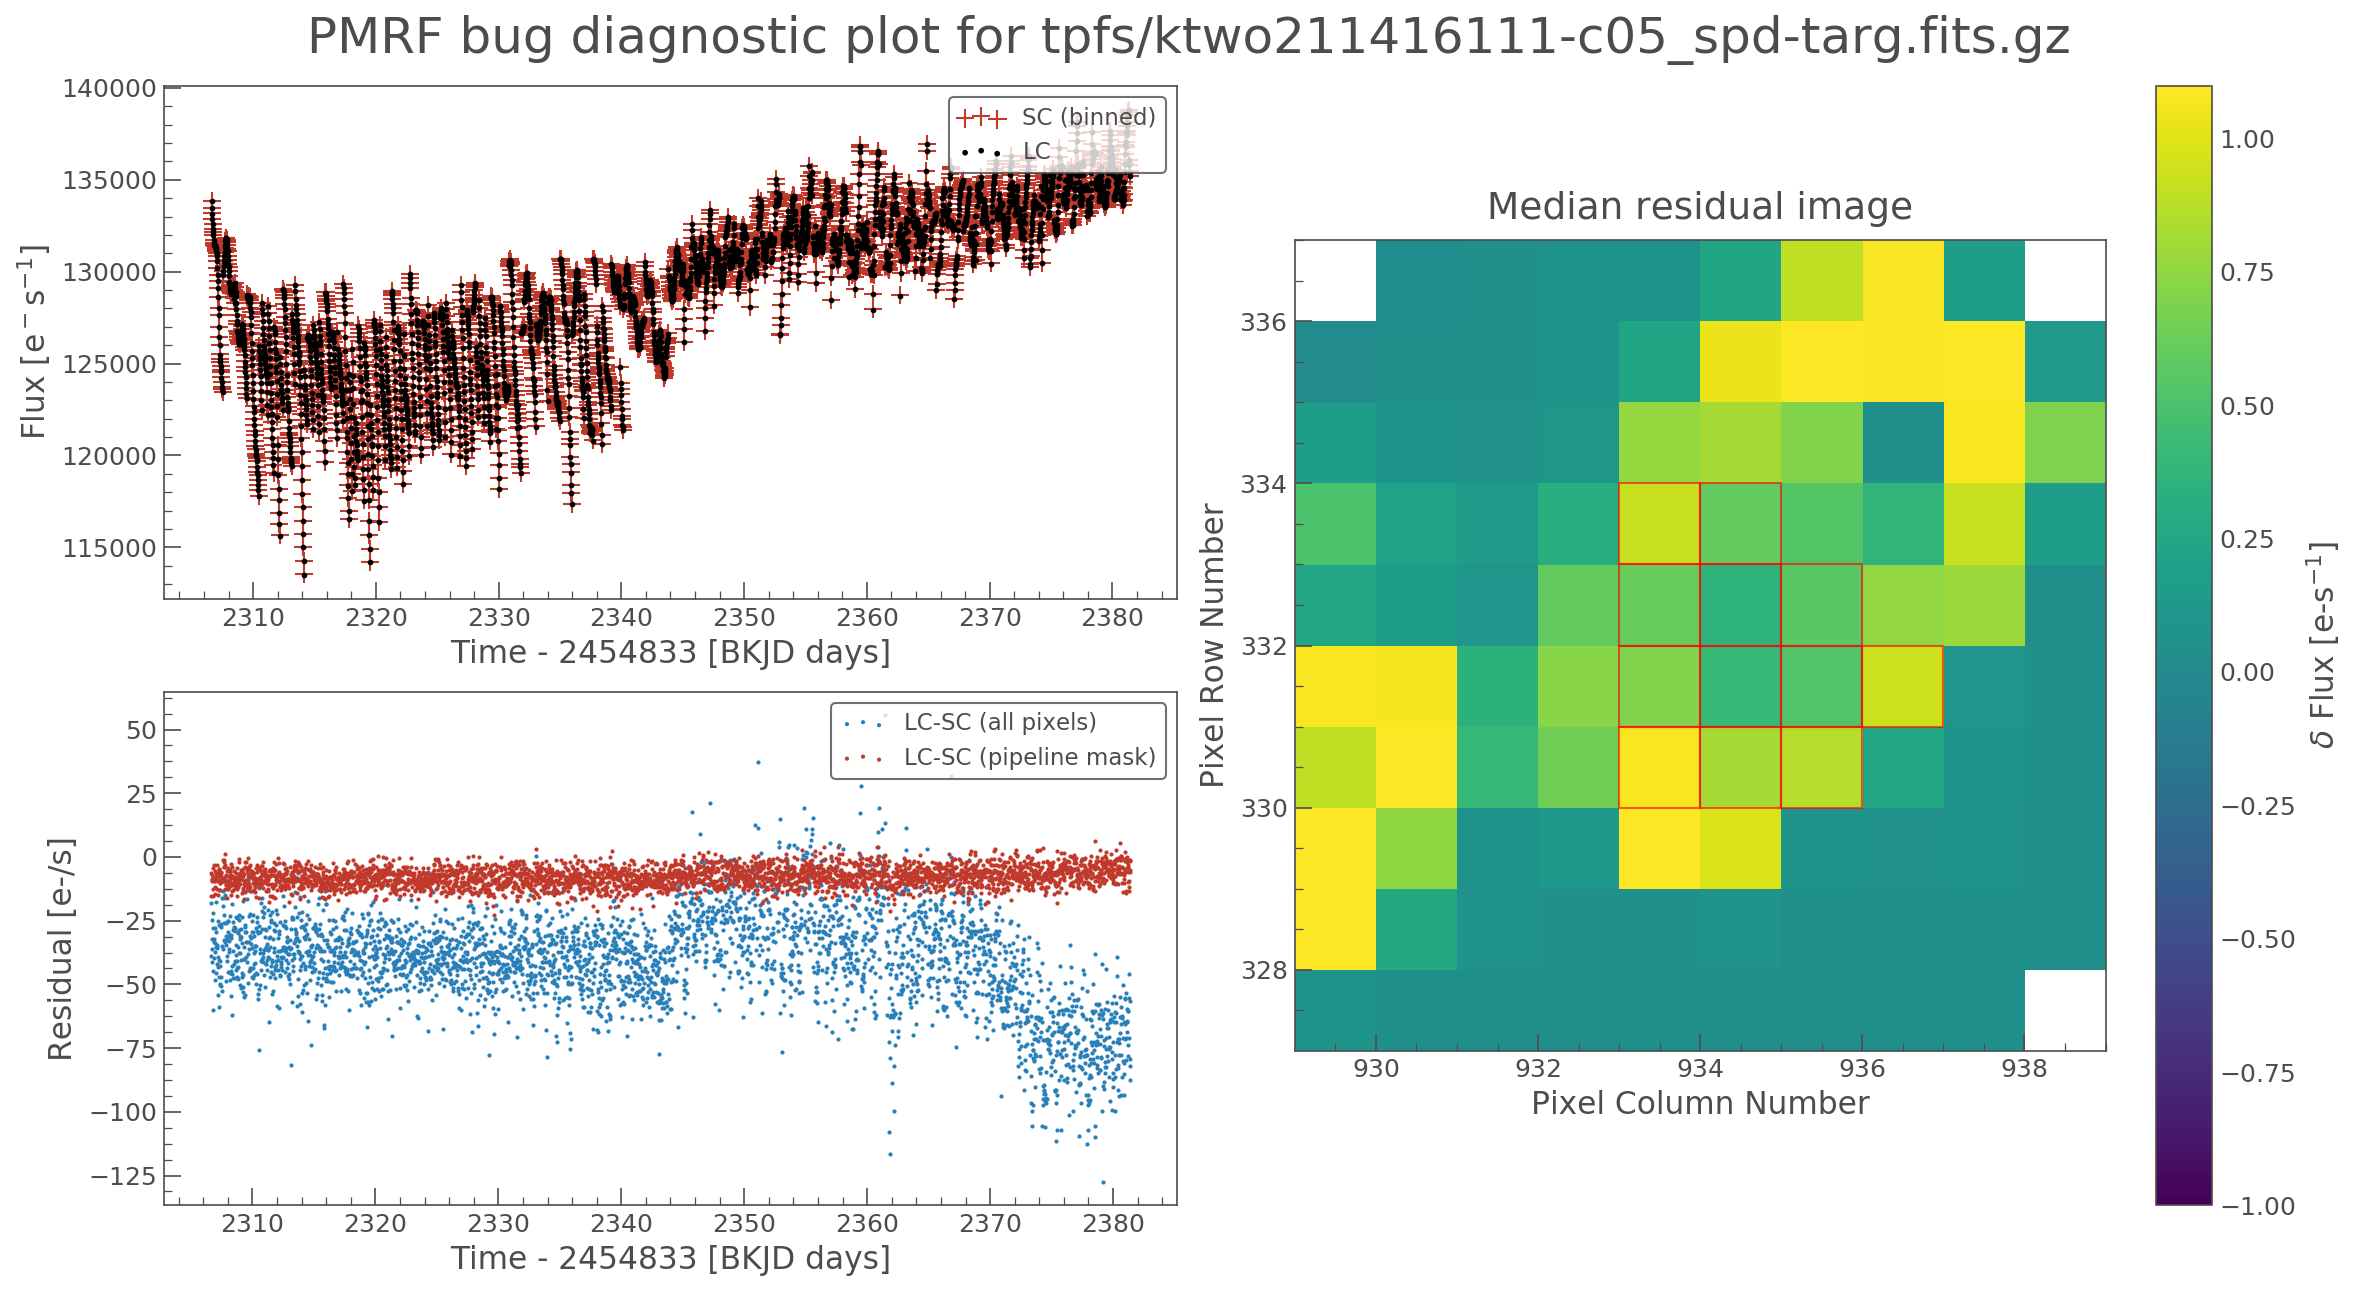 PMRF bug diagnostic plot for tpfs/ktwo211416111-c05_spd-targ.fits.gz
140000
135000
130000
125000
120000
115000
Flux [e⁻ s⁻¹]
SC (binned)
LC
2310 2320 2330 2340 2350 2360 2370 2380
Time - 2454833 [BKJD days]
50
25
0
−25
−50
−75
−100
−125
Residual [e-/s]
LC-SC (all pixels)
LC-SC (pipeline mask)
2310 2320 2330 2340 2350 2360 2370 2380
Time - 2454833 [BKJD days]
Median residual image
336
334
332
330
328
Pixel Row Number
930 932 934 936 938
Pixel Column Number
1.00
0.75
0.50
0.25
0.00
−0.25
−0.50
−0.75
−1.00
δ Flux [e-s⁻¹]